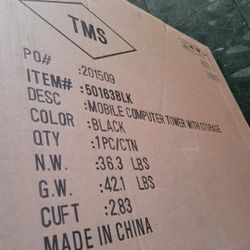 TMS
PO# :201509
ITEM# :50163BLK
DESC :MOBILE COMPUTER TOWER WITH STORAGE
COLOR :BLACK
QTY :1PC/CTN
N.W. :36.3 LBS
G.W. :42.1 LBS
CUFT :2.83
MADE IN CHINA